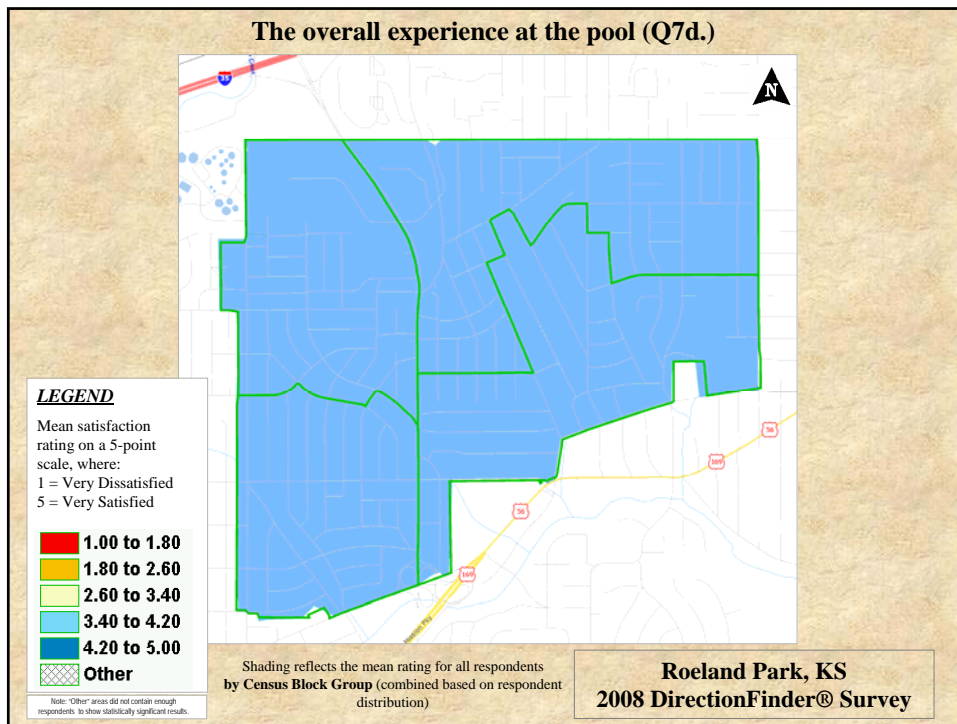 The overall experience at the pool (Q7d.)
35
Creek
N
LEGEND
Mean satisfaction
rating on a 5-point
scale, where:
1 = Very Dissatisfied
5 = Very Satisfied
1.00 to 1.80
1.80 to 2.60
2.60 to 3.40
3.40 to 4.20
4.20 to 5.00
Other
Note: "Other" areas did not contain enough
respondents to show statistically significant results.
56
169
56
169
Shading reflects the mean rating for all respondents
by Census Block Group (combined based on respondent
distribution)
Roeland Park, KS
2008 DirectionFinder® Survey